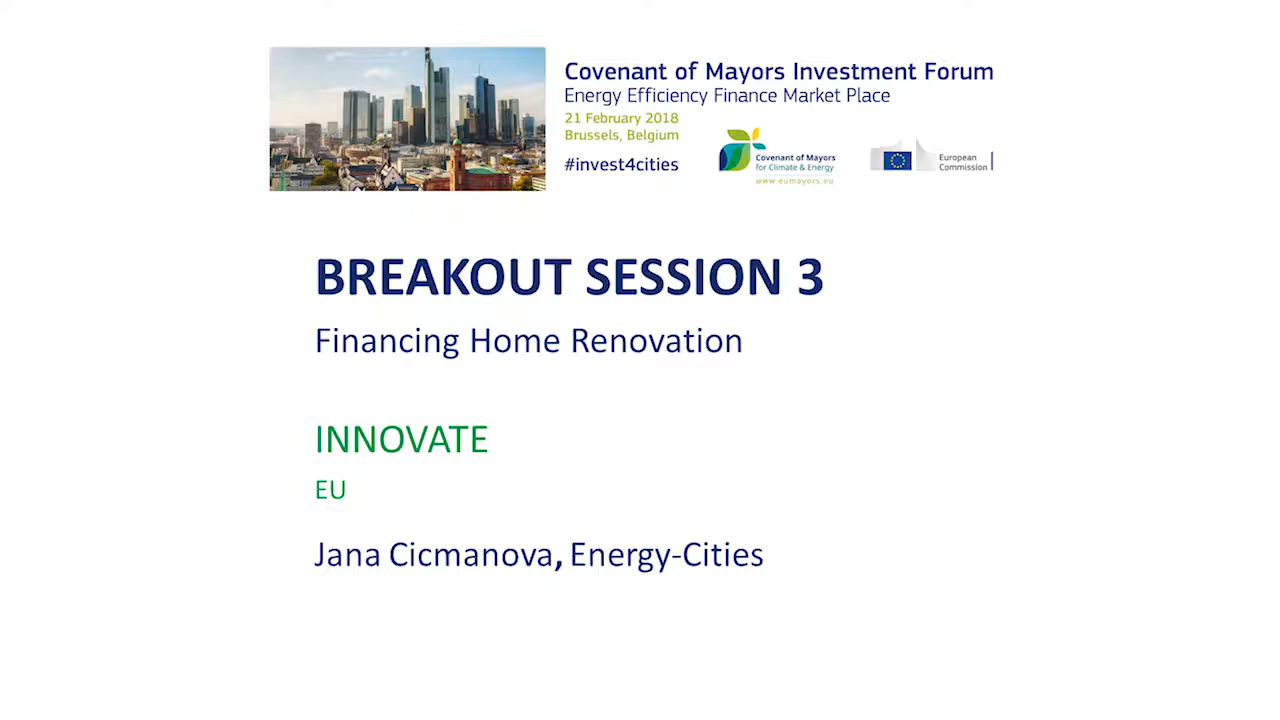 Covenant of Mayors Investment Forum
Energy Efficiency Finance Market Place
21 February 2018
Brussels, Belgium
#invest4cities
Covenant of Mayors
for Climate & Energy
www.eumayors.eu
European
Commission
BREAKOUT SESSION 3
Financing Home Renovation
INNOVATE
EU
Jana Cicmanova, Energy-Cities